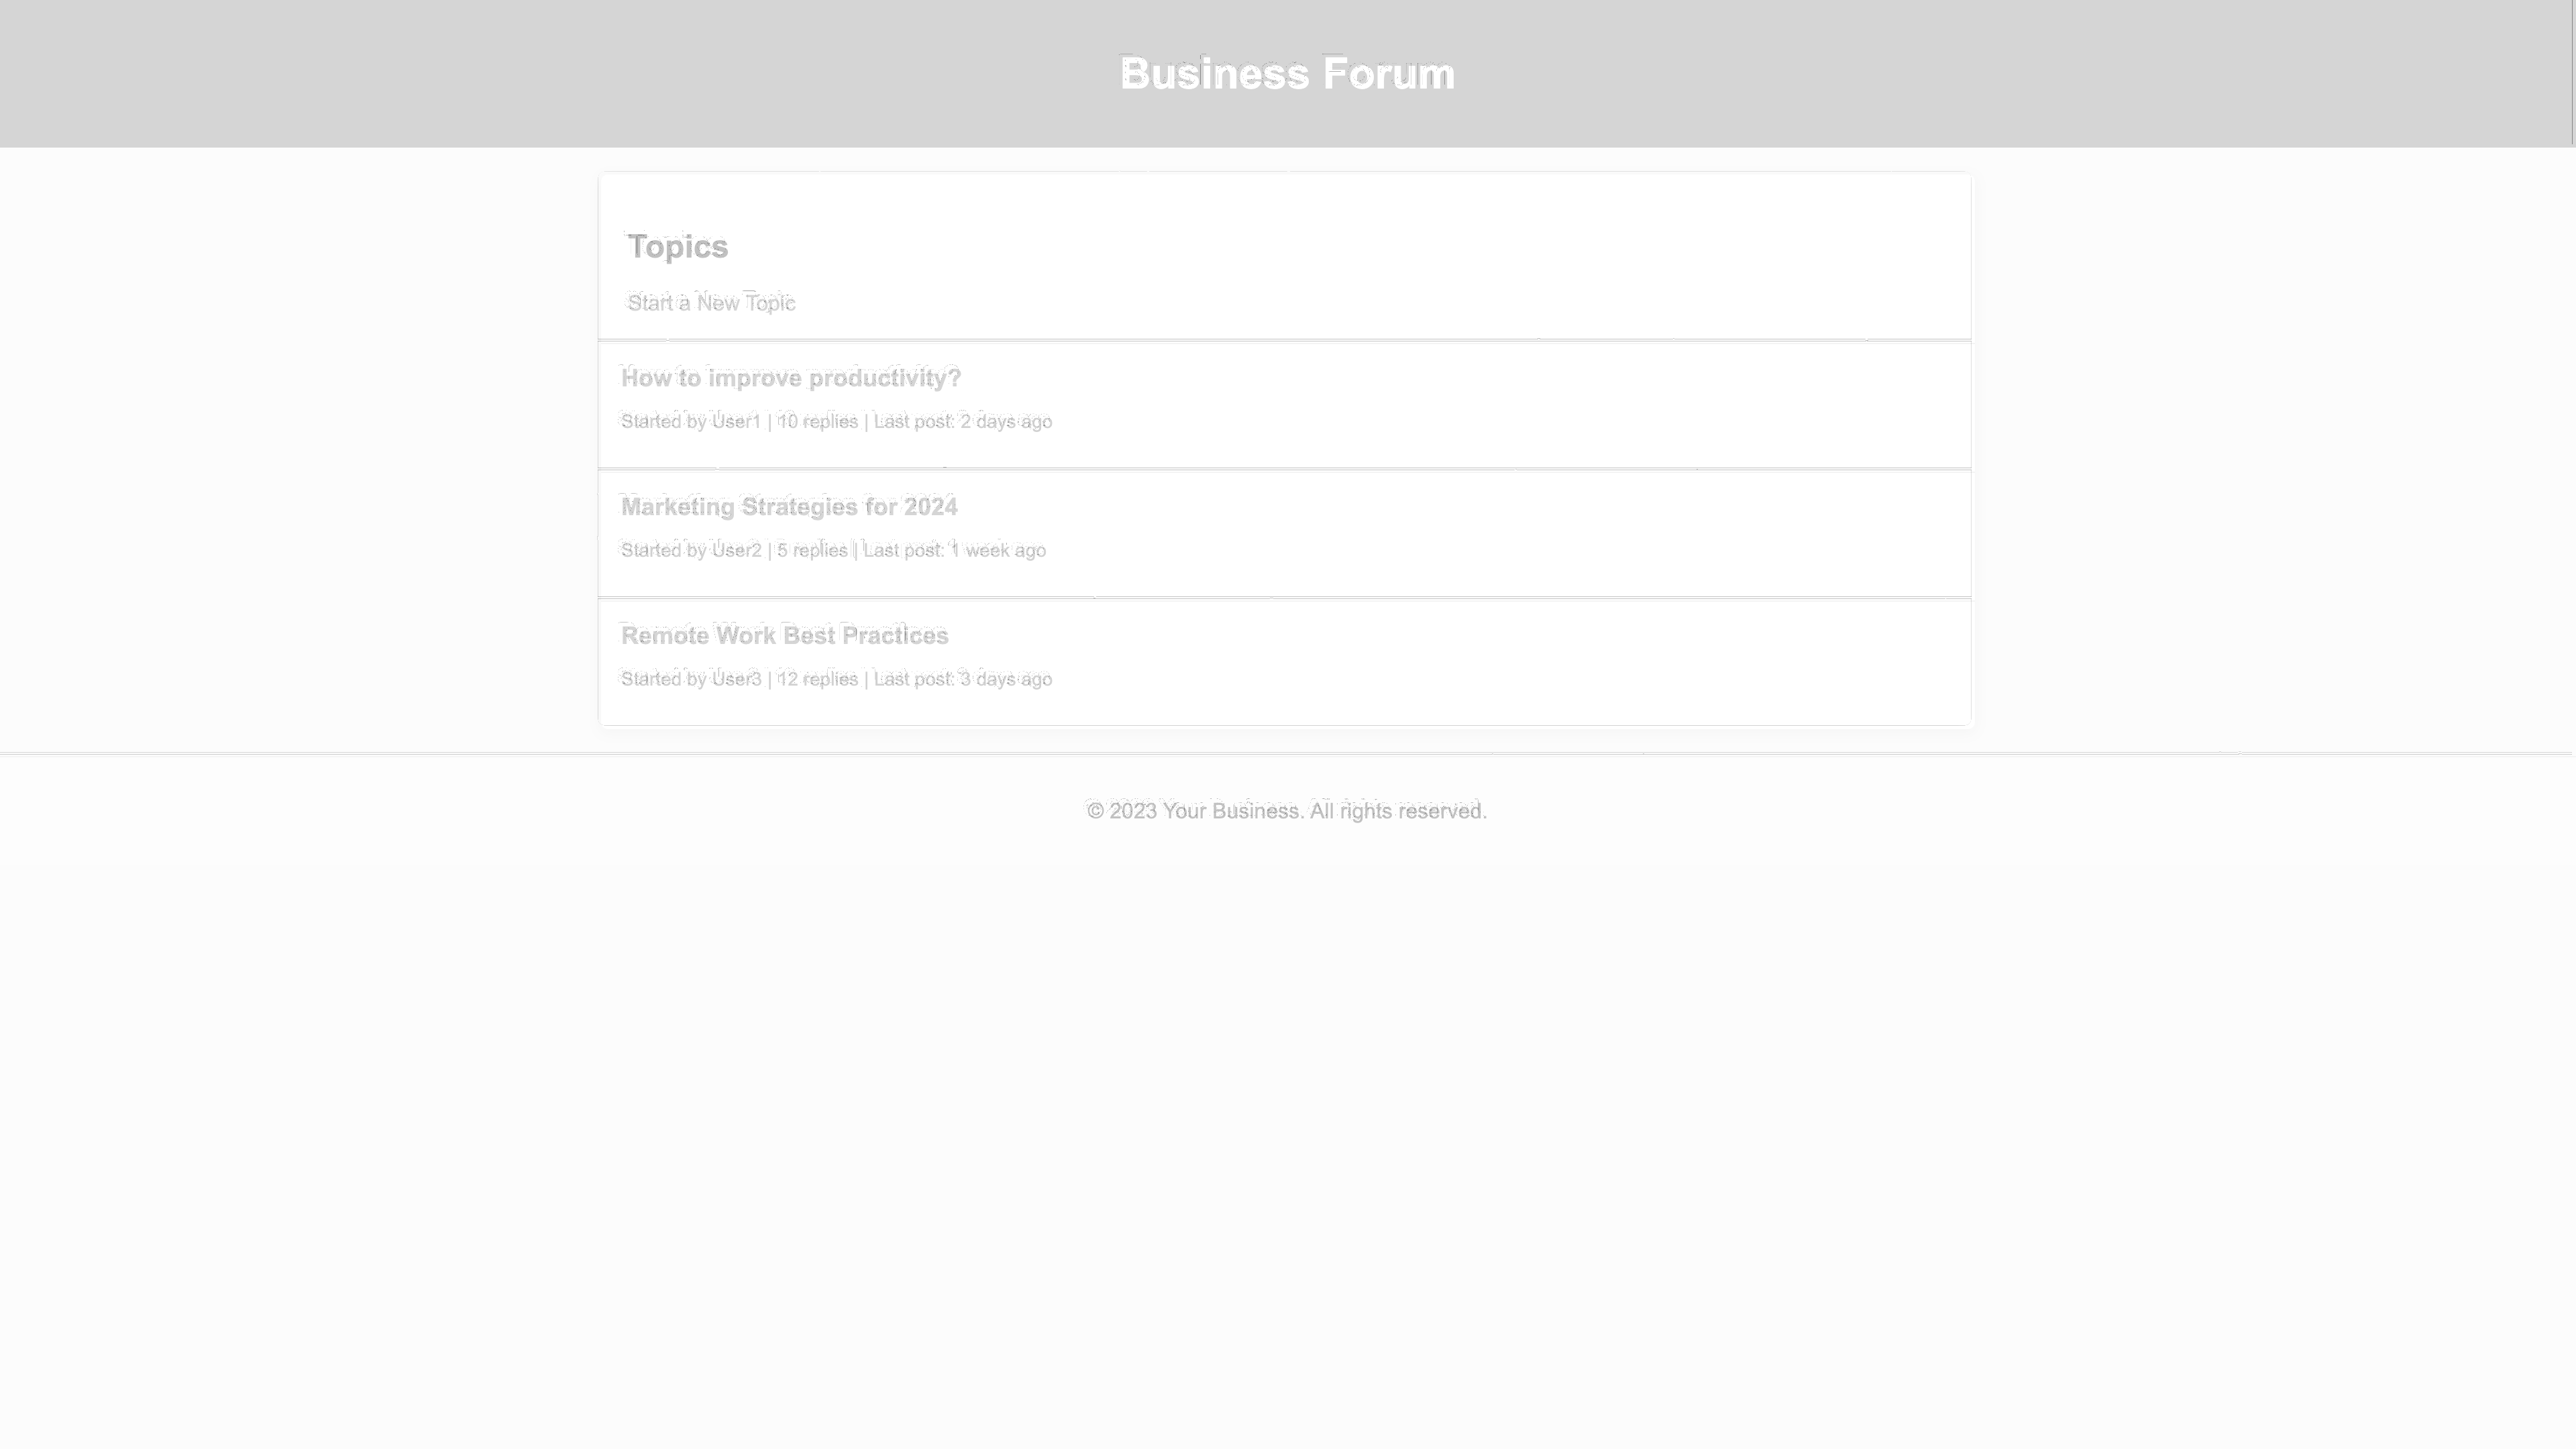 Business Forum
Topics
Start a New Topic
How to improve productivity?
Started by User1 | 10 replies | Last post: 2 days ago
Marketing Strategies for 2024
Started by User2 | 5 replies | Last post: 1 week ago
Remote Work Best Practices
Started by User3 | 12 replies | Last post: 3 days ago
© 2023 Your Business. All rights reserved.